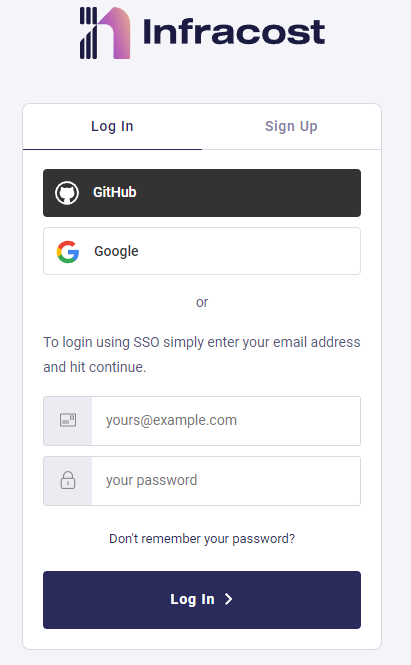 Infracost
Log In
Sign Up
GitHub
Google
or
To login using SSO simply enter your email address
and hit continue.
yours@example.com
your password
Don't remember your password?
Log In